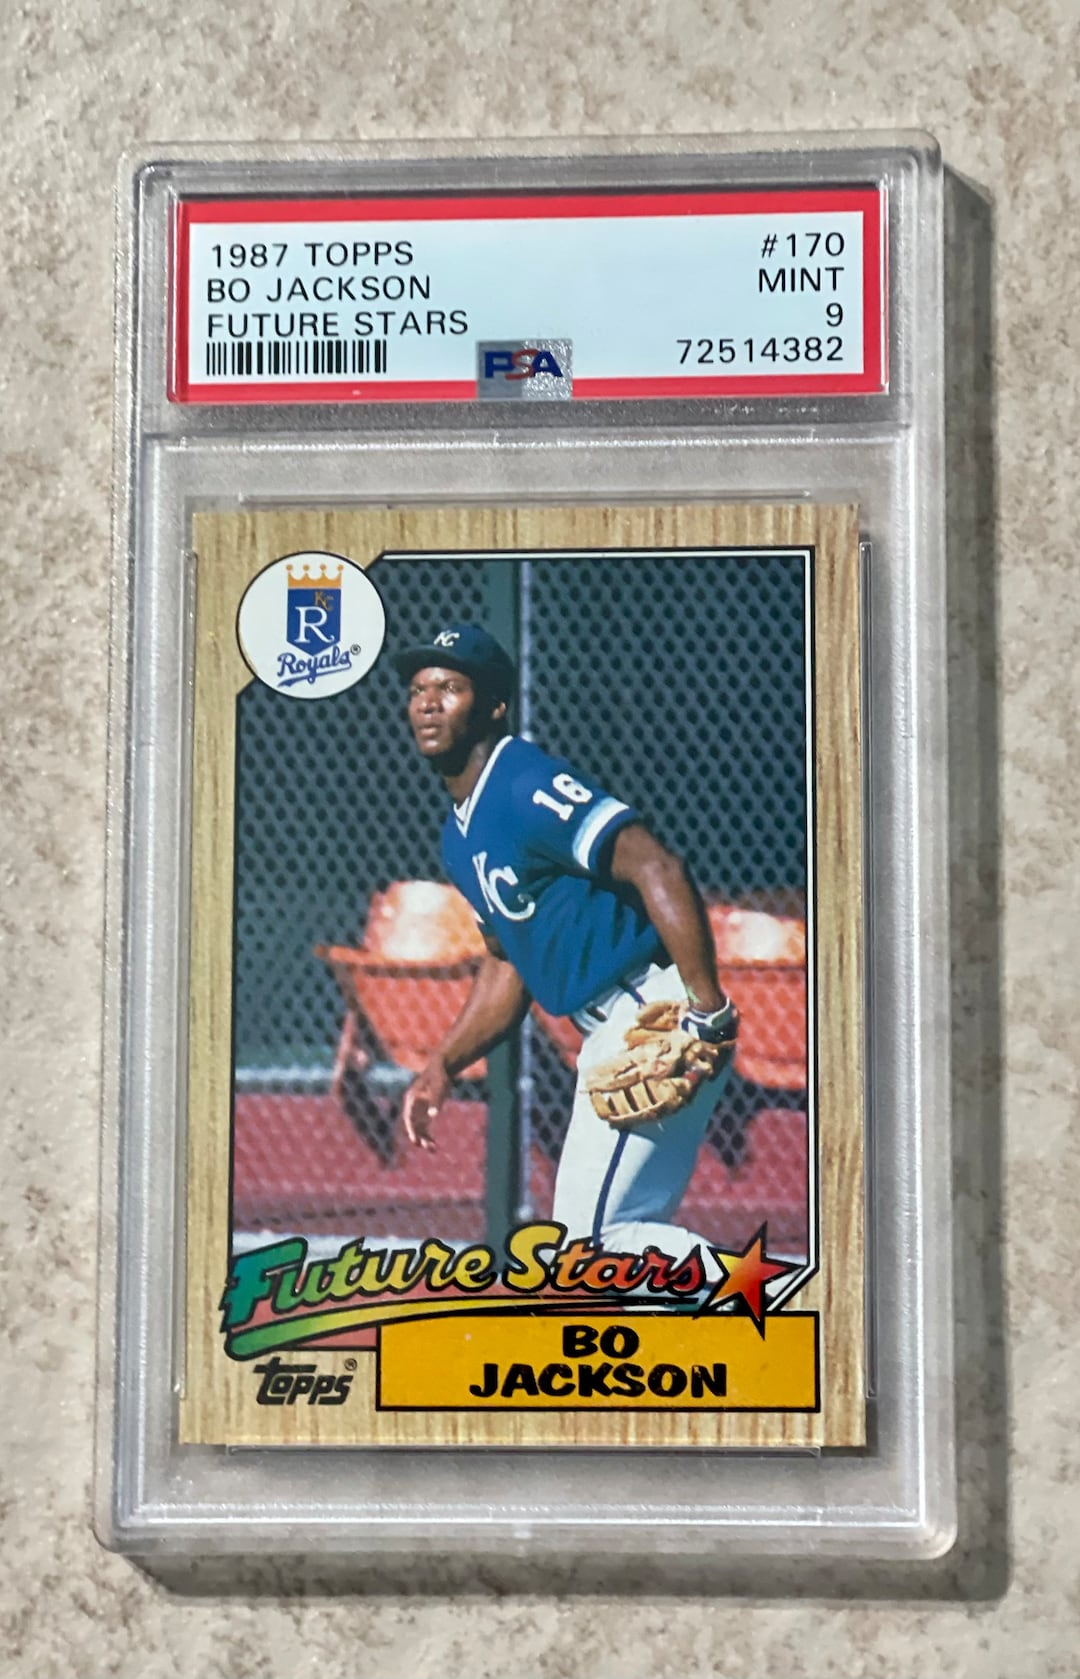 1987 TOPPS #170
BO JACKSON MINT
FUTURE STARS 9
PSA 72514382
KC
R
Royals®
KC
16
KC
Future Stars
topps®
BO
JACKSON